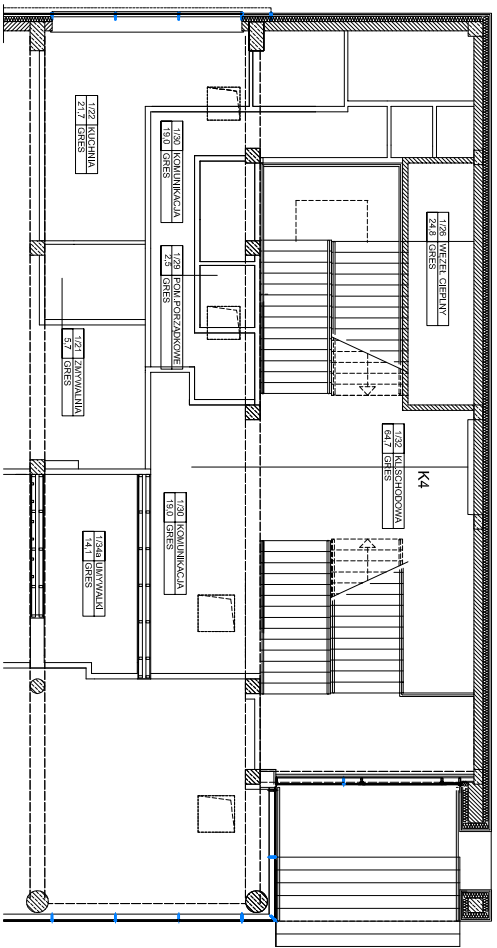 1/26 WĘZEŁ CIEPLNY
24,8 GRES
K4
1/32 KL.SCHODOWA
64,7 GRES
1/30 KOMUNIKACJA
19,0 GRES
1/29 POM.PORZĄDKOWE
2,5 GRES
1/30 KOMUNIKACJA
19,0 GRES
1/22 KUCHNIA
21,7 GRES
1/21 ZMYWALNIA
5,7 GRES
1/34a UMYWALKI
14,1 GRES